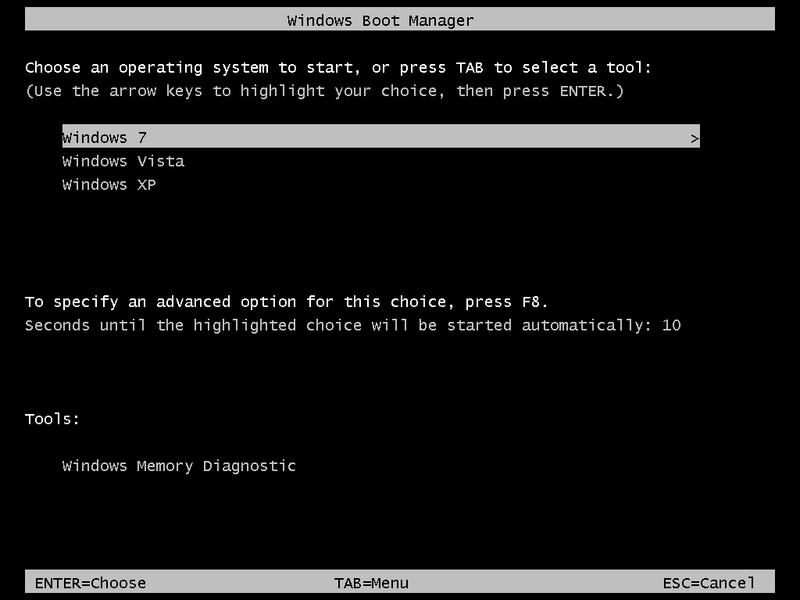 Windows Boot Manager
Choose an operating system to start, or press TAB to select a tool:
(Use the arrow keys to highlight your choice, then press ENTER.)
Windows 7 >
Windows Vista
Windows XP
To specify an advanced option for this choice, press F8.
Seconds until the highlighted choice will be started automatically: 10
Tools:
Windows Memory Diagnostic
ENTER=Choose TAB=Menu ESC=Cancel